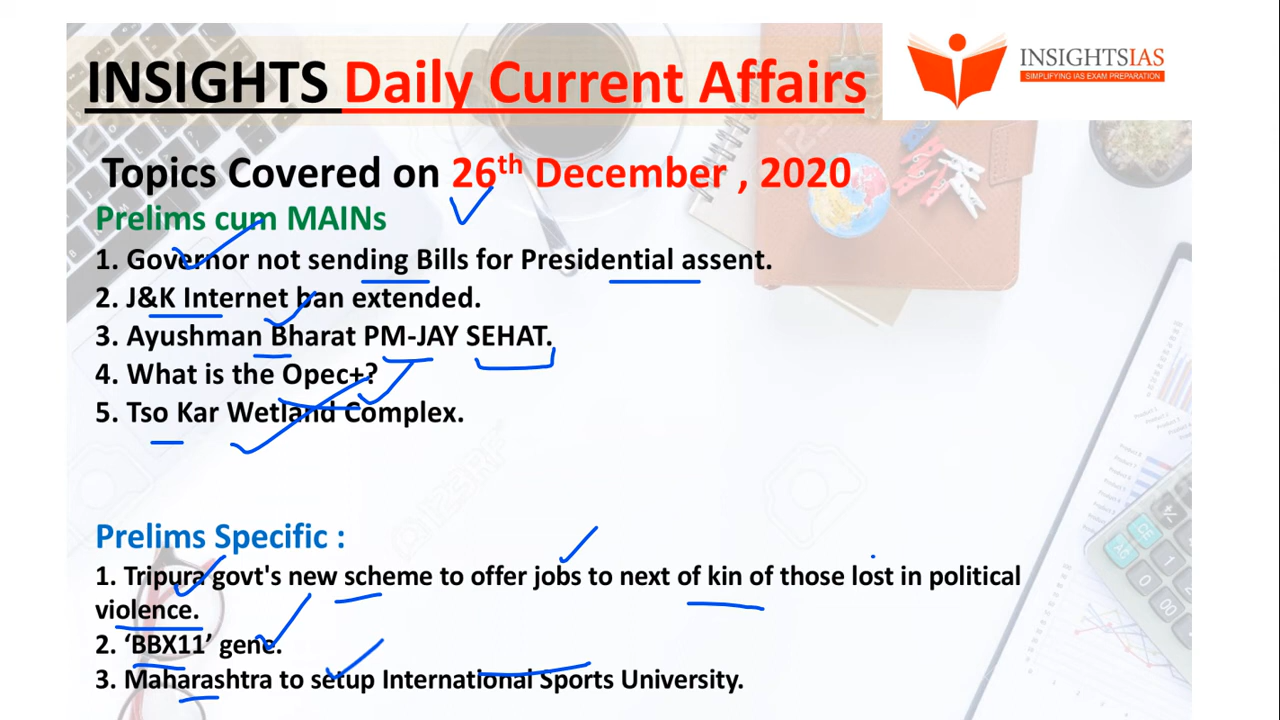 INSIGHTS Daily Current Affairs
INSIGHTSIAS
SIMPLIFYING IAS EXAM PREPARATION
Topics Covered on 26th December , 2020
Prelims cum MAINs
1. Governor not sending Bills for Presidential assent.
2. J&K Internet ban extended.
3. Ayushman Bharat PM-JAY SEHAT.
4. What is the Opec+?
5. Tso Kar Wetland Complex.
Prelims Specific :
1. Tripura govt's new scheme to offer jobs to next of kin of those lost in political
violence.
2. ‘BBX11’ gene.
3. Maharashtra to setup International Sports University.